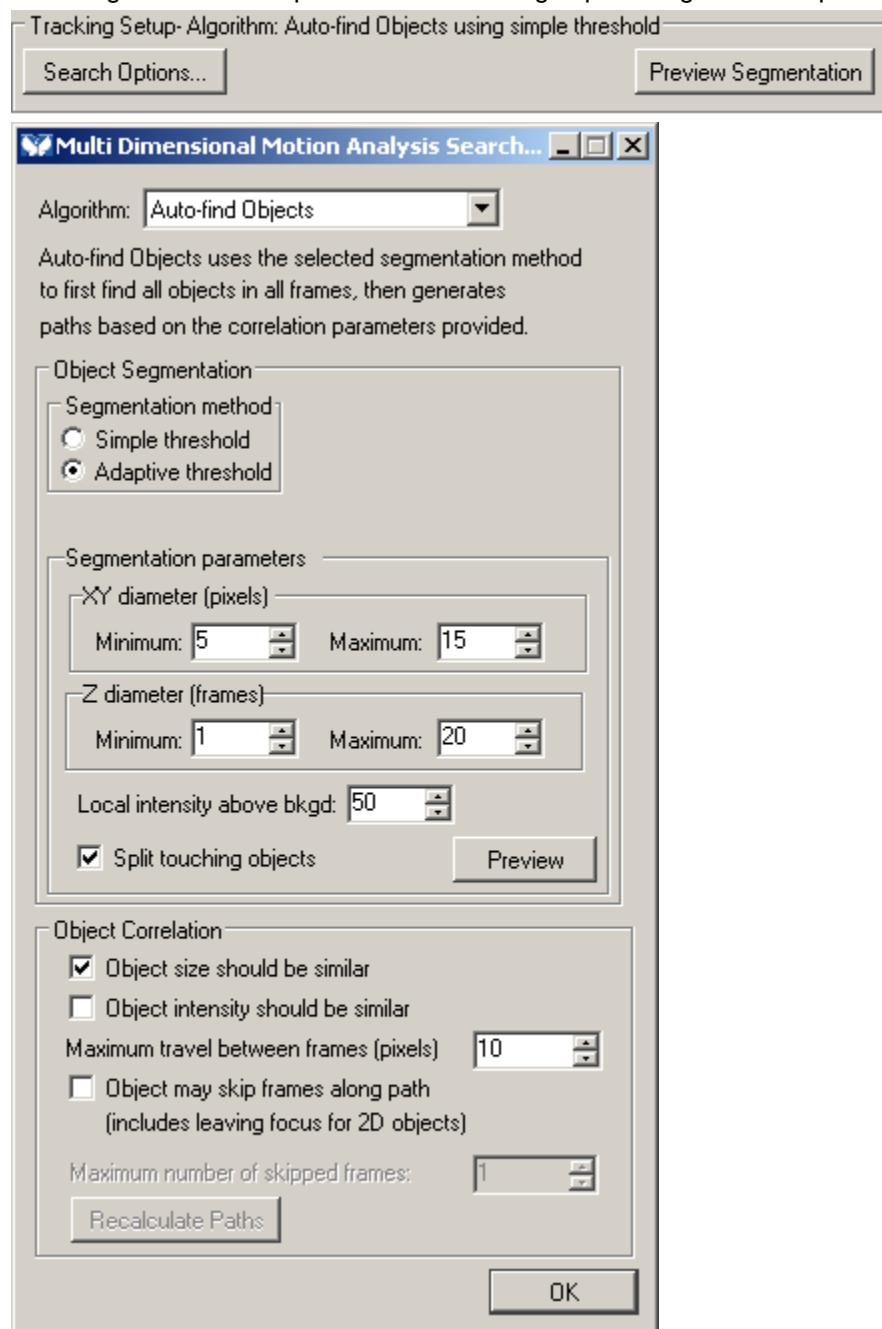 Tracking Setup- Algorithm: Auto-find Objects using simple threshold
Search Options...
Preview Segmentation
Multi Dimensional Motion Analysis Search...
Algorithm: Auto-find Objects
Auto-find Objects uses the selected segmentation method
to first find all objects in all frames, then generates
paths based on the correlation parameters provided.
Object Segmentation
Segmentation method
Simple threshold
Adaptive threshold
Segmentation parameters
XY diameter (pixels)
Minimum: 5 Maximum: 15
Z diameter (frames)
Minimum: 1 Maximum: 20
Local intensity above bkgd: 50
Split touching objects
Preview
Object Correlation
Object size should be similar
Object intensity should be similar
Maximum travel between frames (pixels) 10
Object may skip frames along path
(includes leaving focus for 2D objects)
Maximum number of skipped frames: 1
Recalculate Paths
OK